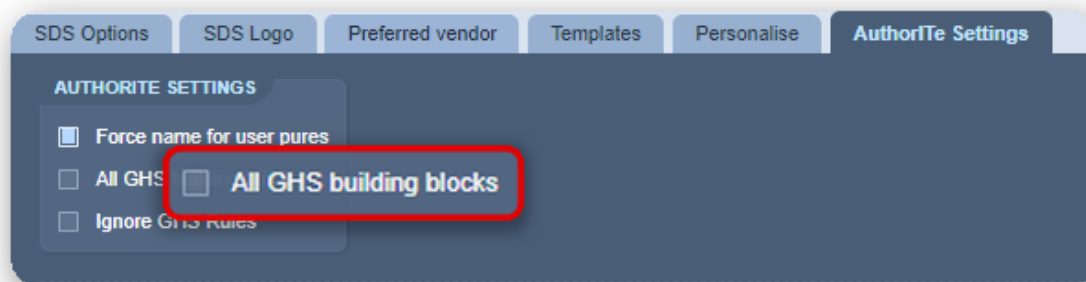 SDS Options SDS Logo Preferred vendor Templates Personalise AuthorITe Settings
AUTHORITE SETTINGS
Force name for user pures
All GHS
All GHS building blocks
Ignore GHS Rules